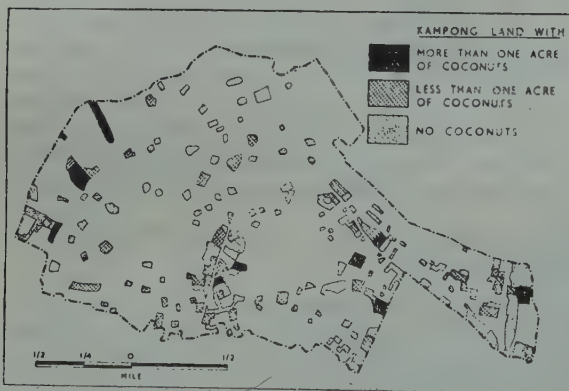 KAMPONG LAND WITH
MORE THAN ONE ACRE
OF COCONUTS
LESS THAN ONE ACRE
OF COCONUTS
NO COCONUTS
1/2 1/4 0 1/2
MILE